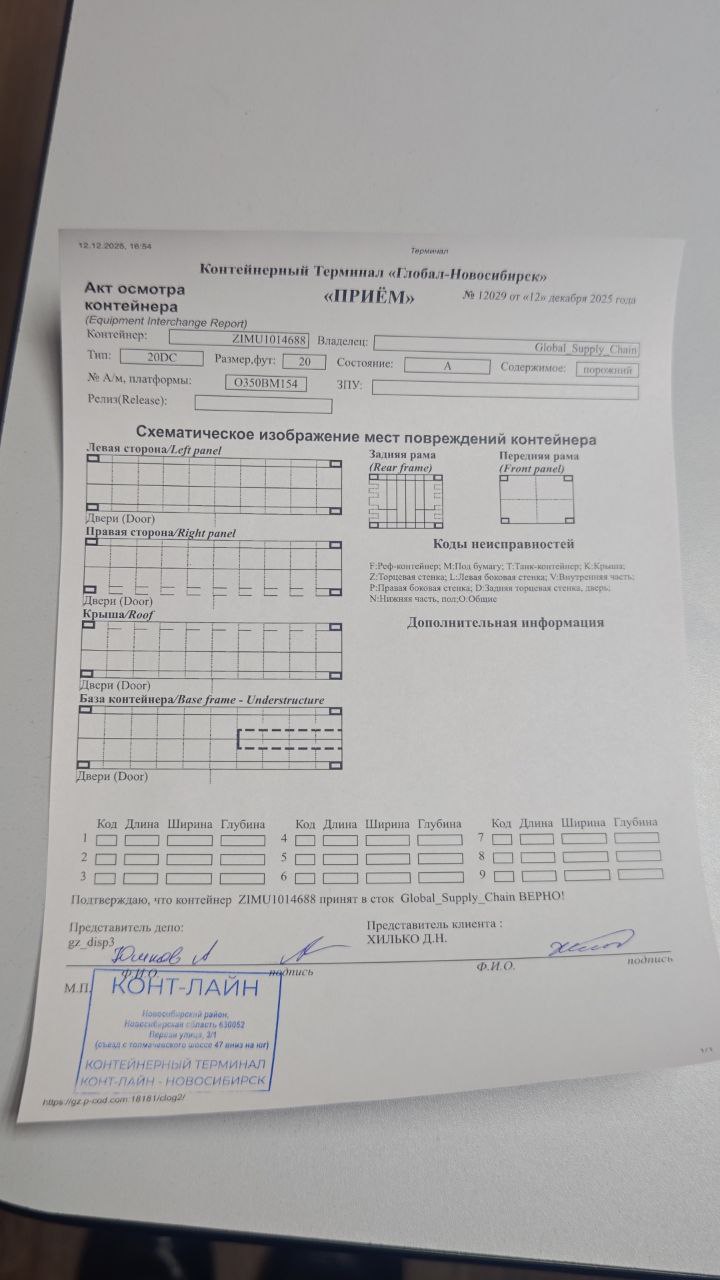 12.12.2025, 16:54 Терминал
Контейнерный Терминал «Глобал-Новосибирск»
Акт осмотра контейнера «ПРИЁМ» № 12029 от «12» декабря 2025 года
(Equipment Interchange Report)
Контейнер: ZIMU1014688 Владелец: Global_Supply_Chain
Тип: 20DC Размер,фут: 20 Состояние: A Содержимое: порожний
№ А/м, платформы: О350ВМ154 ЗПУ:
Релиз(Release):
Схематическое изображение мест повреждений контейнера
Левая сторона/Left panel Задняя рама (Rear frame) Передняя рама (Front panel)
Двери (Door)
Правая сторона/Right panel
Коды неисправностей
F:Реф-контейнер; M:Под бумагу; T:Танк-контейнер; K:Крыша;
Z:Торцевая стенка; L:Левая боковая стенка; V:Внутренняя часть;
P:Правая боковая стенка; D:Задняя торцевая стенка, дверь;
N:Нижняя часть, пол;O:Общие
Двери (Door)
Крыша/Roof
Дополнительная информация
Двери (Door)
База контейнера/Base frame - Understructure
Двери (Door)
Код Длина Ширина Глубина Код Длина Ширина Глубина Код Длина Ширина Глубина
1 4 7
2 5 8
3 6 9
Подтверждаю, что контейнер ZIMU1014688 принят в сток Global_Supply_Chain ВЕРНО!
Представитель депо: Представитель клиента :
gz_disp3 ХИЛЬКО Д.Н.
Ф.И.О. подпись Ф.И.О. подпись
М.П.
КОНТ-ЛАЙН
Новосибирский район,
Новосибирская область 630052
Первая улица, 3/1
(съезд с толмачевского шоссе 47 вниз на юг)
КОНТЕЙНЕРНЫЙ ТЕРМИНАЛ
КОНТ-ЛАЙН - НОВОСИБИРСК
https://gz.p-cod.com:18181/clog2/ 1/1